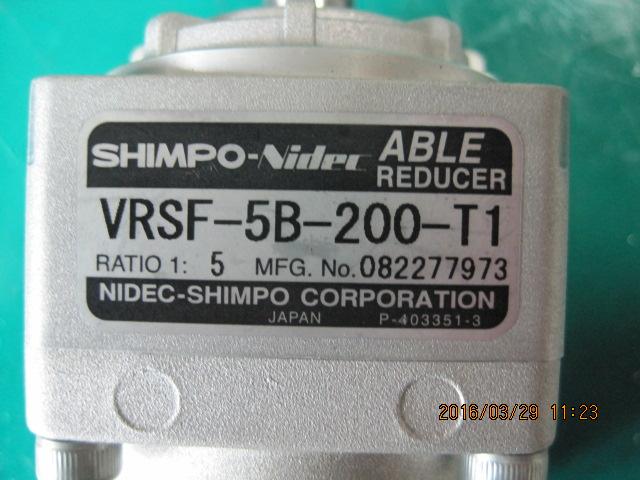 SHIMPO-Nidec ABLE REDUCER
VRSF-5B-200-T1
RATIO 1: 5 MFG. No. 082277973
NIDEC-SHIMPO CORPORATION
JAPAN P-403351-3
2016/03/29 11:23